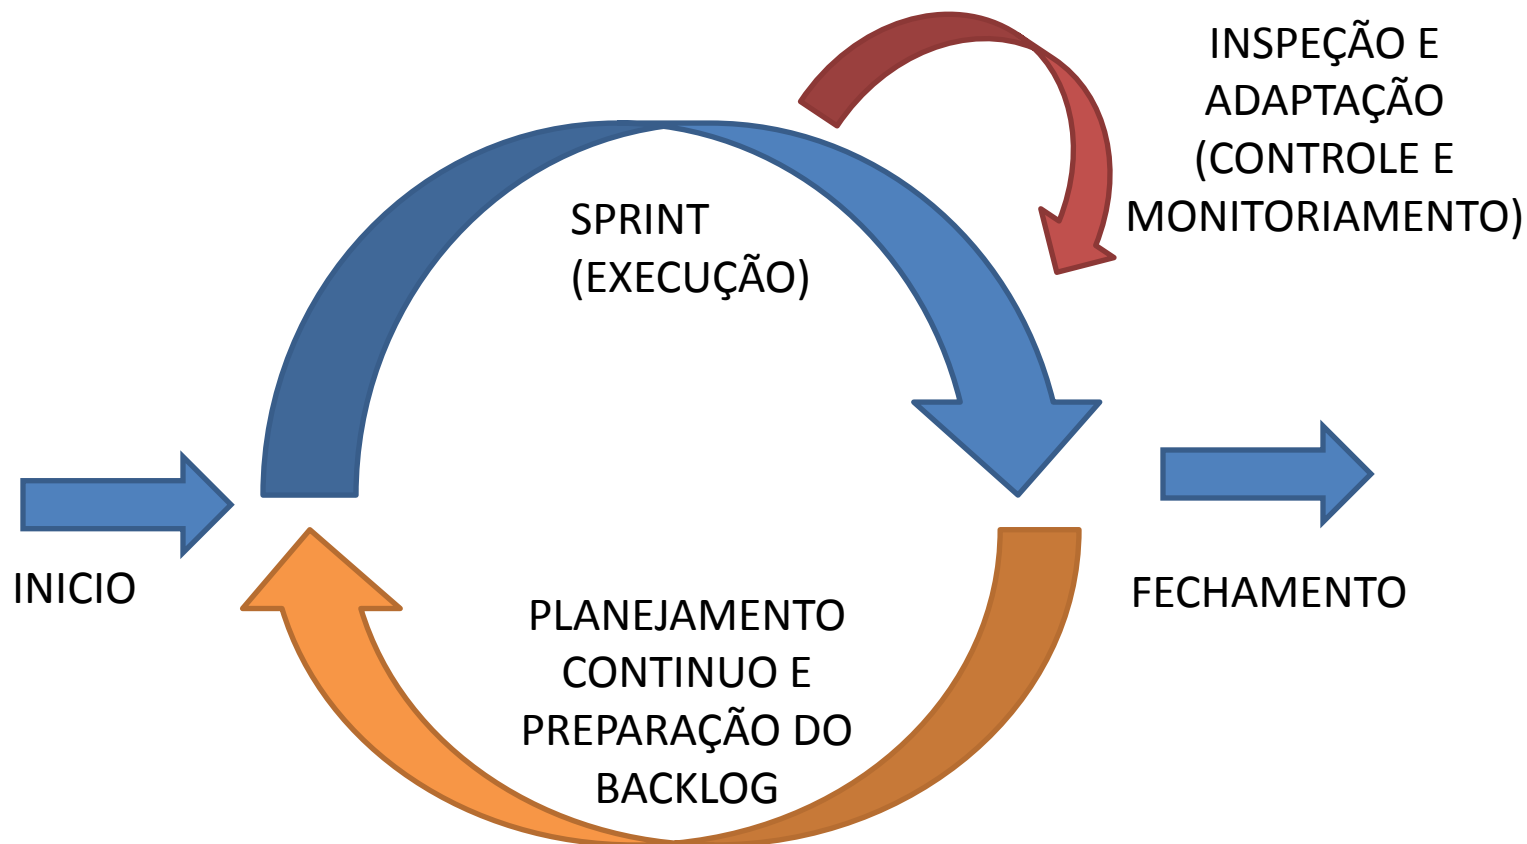 INSPEÇÃO E
ADAPTAÇÃO
(CONTROLE E
MONITORIAMENTO)
SPRINT
(EXECUÇÃO)
INICIO
FECHAMENTO
PLANEJAMENTO
CONTINUO E
PREPARAÇÃO DO
BACKLOG